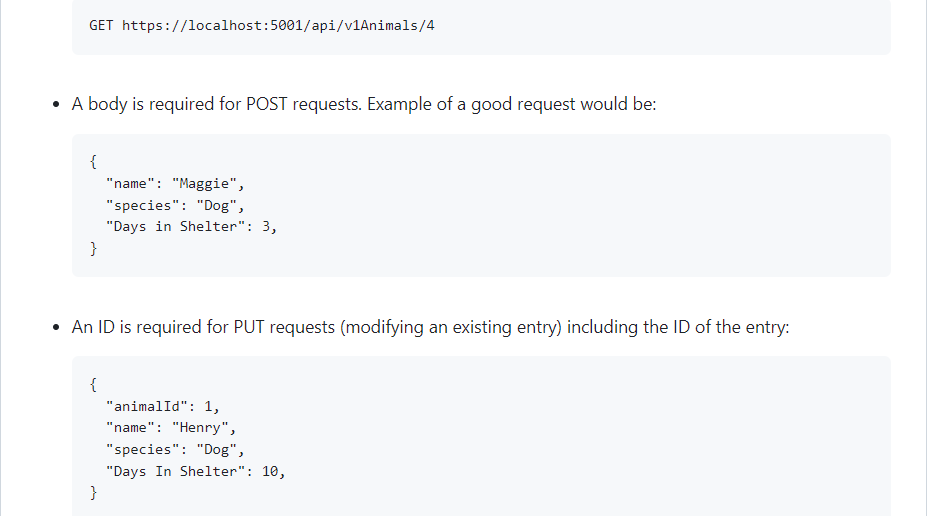 GET https://localhost:5001/api/v1Animals/4
• A body is required for POST requests. Example of a good request would be:
{
  "name": "Maggie",
  "species": "Dog",
  "Days in Shelter": 3,
}
• An ID is required for PUT requests (modifying an existing entry) including the ID of the entry:
{
  "animalId": 1,
  "name": "Henry",
  "species": "Dog",
  "Days In Shelter": 10,
}